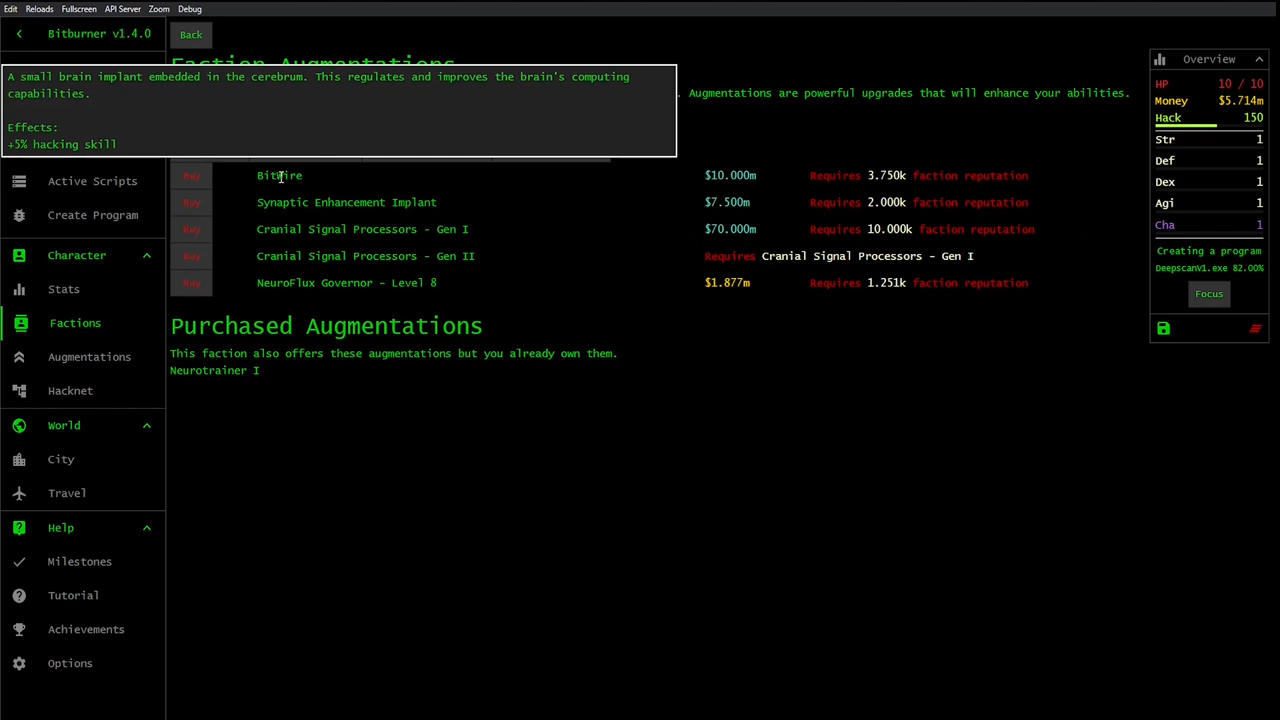 Edit Reloads Fullscreen API Server Zoom Debug
Bitburner v1.4.0
Back
A small brain implant embedded in the cerebrum. This regulates and improves the brain's computing
capabilities.
Effects:
+5% hacking skill
. Augmentations are powerful upgrades that will enhance your abilities.
Buy BitWire $10.000m Requires 3.750k faction reputation
Buy Synaptic Enhancement Implant $7.500m Requires 2.000k faction reputation
Buy Cranial Signal Processors - Gen I $70.000m Requires 10.000k faction reputation
Buy Cranial Signal Processors - Gen II Requires Cranial Signal Processors - Gen I
Buy NeuroFlux Governor - Level 8 $1.877m Requires 1.251k faction reputation
Purchased Augmentations
This faction also offers these augmentations but you already own them.
Neurotrainer I
Active Scripts
Create Program
Character
Stats
Factions
Augmentations
Hacknet
World
City
Travel
Help
Milestones
Tutorial
Achievements
Options
Overview
HP 10 / 10
Money $5.714m
Hack 150
Str 1
Def 1
Dex 1
Agi 1
Cha 1
Creating a program
DeepscanV1.exe 82.00%
Focus